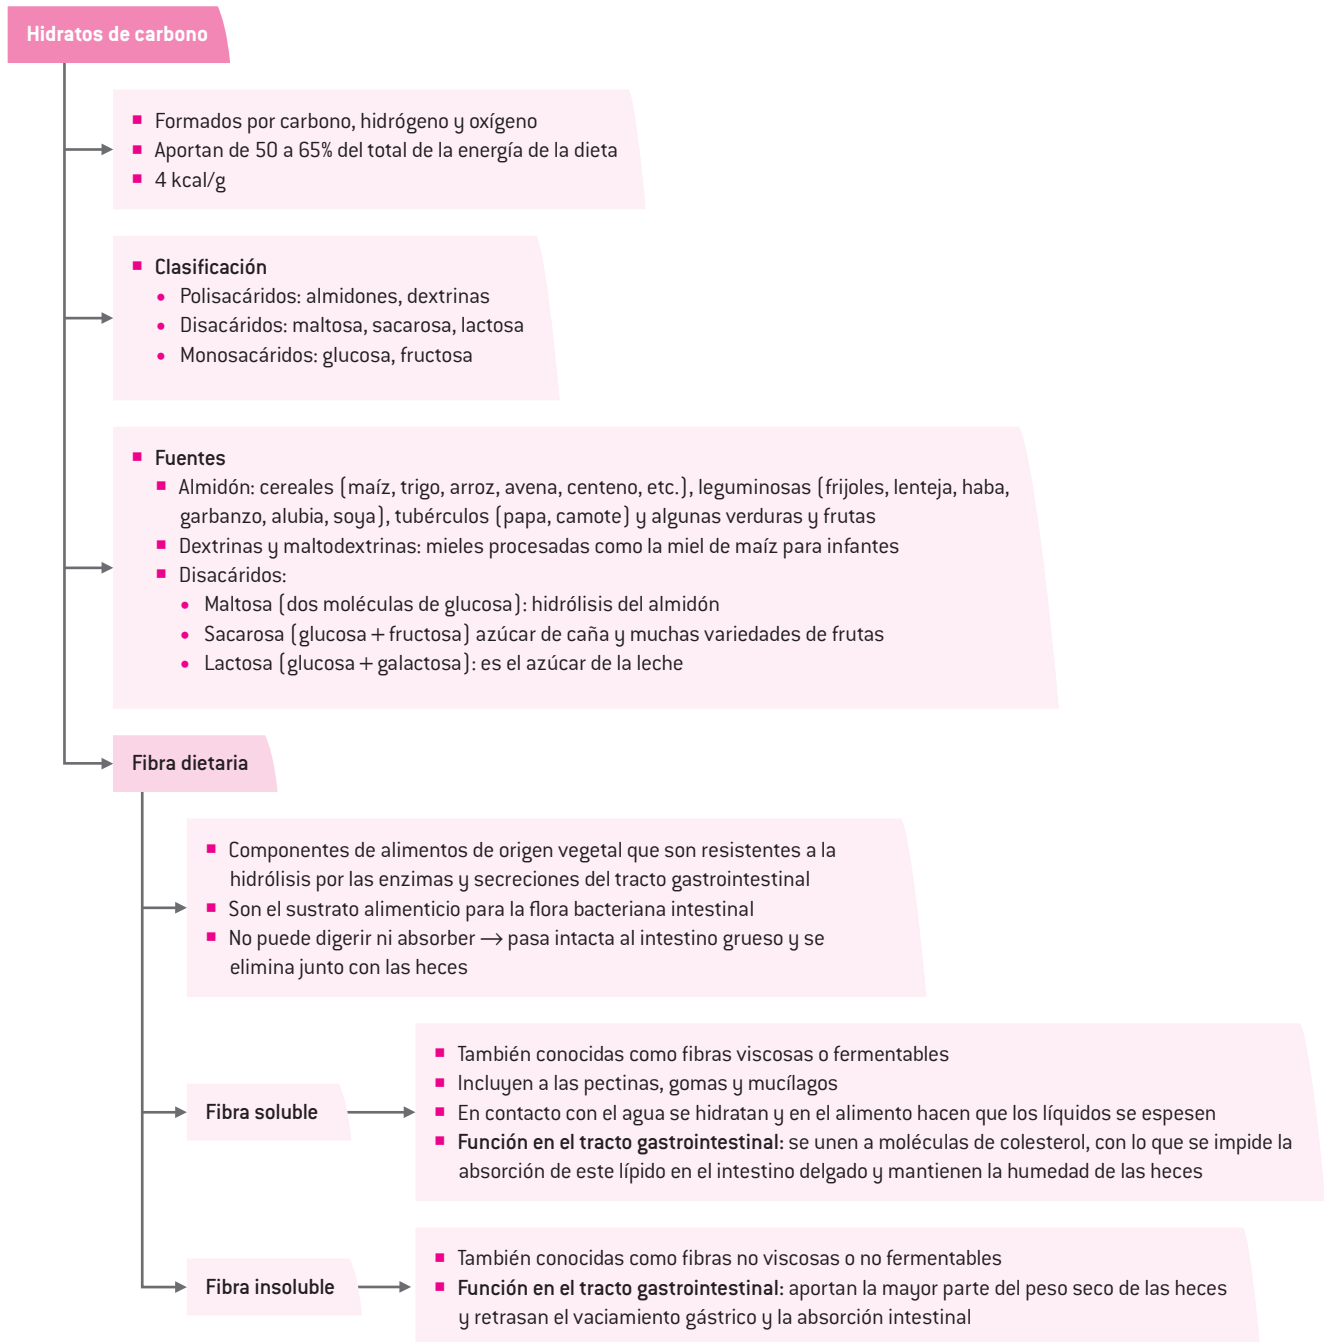 Hidratos de carbono
■ Formados por carbono, hidrógeno y oxígeno
■ Aportan de 50 a 65% del total de la energía de la dieta
■ 4 kcal/g
■ Clasificación
• Polisacáridos: almidones, dextrinas
• Disacáridos: maltosa, sacarosa, lactosa
• Monosacáridos: glucosa, fructosa
■ Fuentes
■ Almidón: cereales (maíz, trigo, arroz, avena, centeno, etc.), leguminosas (frijoles, lenteja, haba,
garbanzo, alubia, soya), tubérculos (papa, camote) y algunas verduras y frutas
■ Dextrinas y maltodextrinas: mieles procesadas como la miel de maíz para infantes
■ Disacáridos:
• Maltosa (dos moléculas de glucosa): hidrólisis del almidón
• Sacarosa (glucosa + fructosa) azúcar de caña y muchas variedades de frutas
• Lactosa (glucosa + galactosa): es el azúcar de la leche
Fibra dietaria
■ Componentes de alimentos de origen vegetal que son resistentes a la
hidrólisis por las enzimas y secreciones del tracto gastrointestinal
■ Son el sustrato alimenticio para la flora bacteriana intestinal
■ No puede digerir ni absorber → pasa intacta al intestino grueso y se
elimina junto con las heces
Fibra soluble
■ También conocidas como fibras viscosas o fermentables
■ Incluyen a las pectinas, gomas y mucílagos
■ En contacto con el agua se hidratan y en el alimento hacen que los líquidos se espesen
■ Función en el tracto gastrointestinal: se unen a moléculas de colesterol, con lo que se impide la
absorción de este lípido en el intestino delgado y mantienen la humedad de las heces
Fibra insoluble
■ También conocidas como fibras no viscosas o no fermentables
■ Función en el tracto gastrointestinal: aportan la mayor parte del peso seco de las heces
y retrasan el vaciamiento gástrico y la absorción intestinal